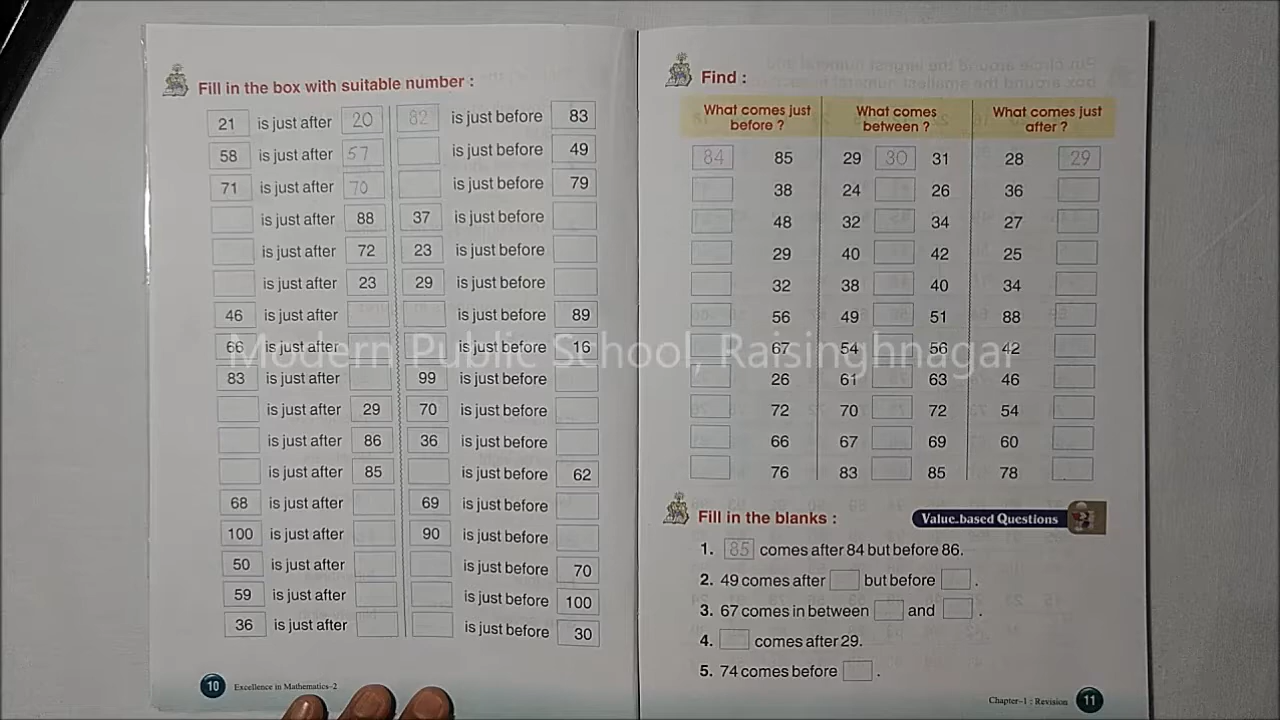 Fill in the box with suitable number :
21 is just after 20
58 is just after 57
71 is just after 70
is just after 88
is just after 72
is just after 23
46 is just after
66 is just after
83 is just after
is just after 29
is just after 86
is just after 85
68 is just after
100 is just after
50 is just after
59 is just after
36 is just after
82 is just before 83
is just before 49
is just before 79
37 is just before
23 is just before
29 is just before
is just before 89
is just before 16
99 is just before
70 is just before
36 is just before
is just before 62
69 is just before
90 is just before
is just before 70
is just before 100
is just before 30
10 Excellence in Mathematics-2
Find :
What comes just before ?
84 85
38
48
29
32
56
67
26
72
66
76
What comes between ?
29 30 31
24 26
32 34
40 42
38 40
49 51
54 56
61 63
70 72
67 69
83 85
What comes just after ?
28 29
36
27
25
34
88
42
46
54
60
78
Fill in the blanks :
Value-based Questions
1. 85 comes after 84 but before 86.
2. 49 comes after but before .
3. 67 comes in between and .
4. comes after 29.
5. 74 comes before .
Chapter-1 : Revision 11
Modern Public School, Raisinghnagar